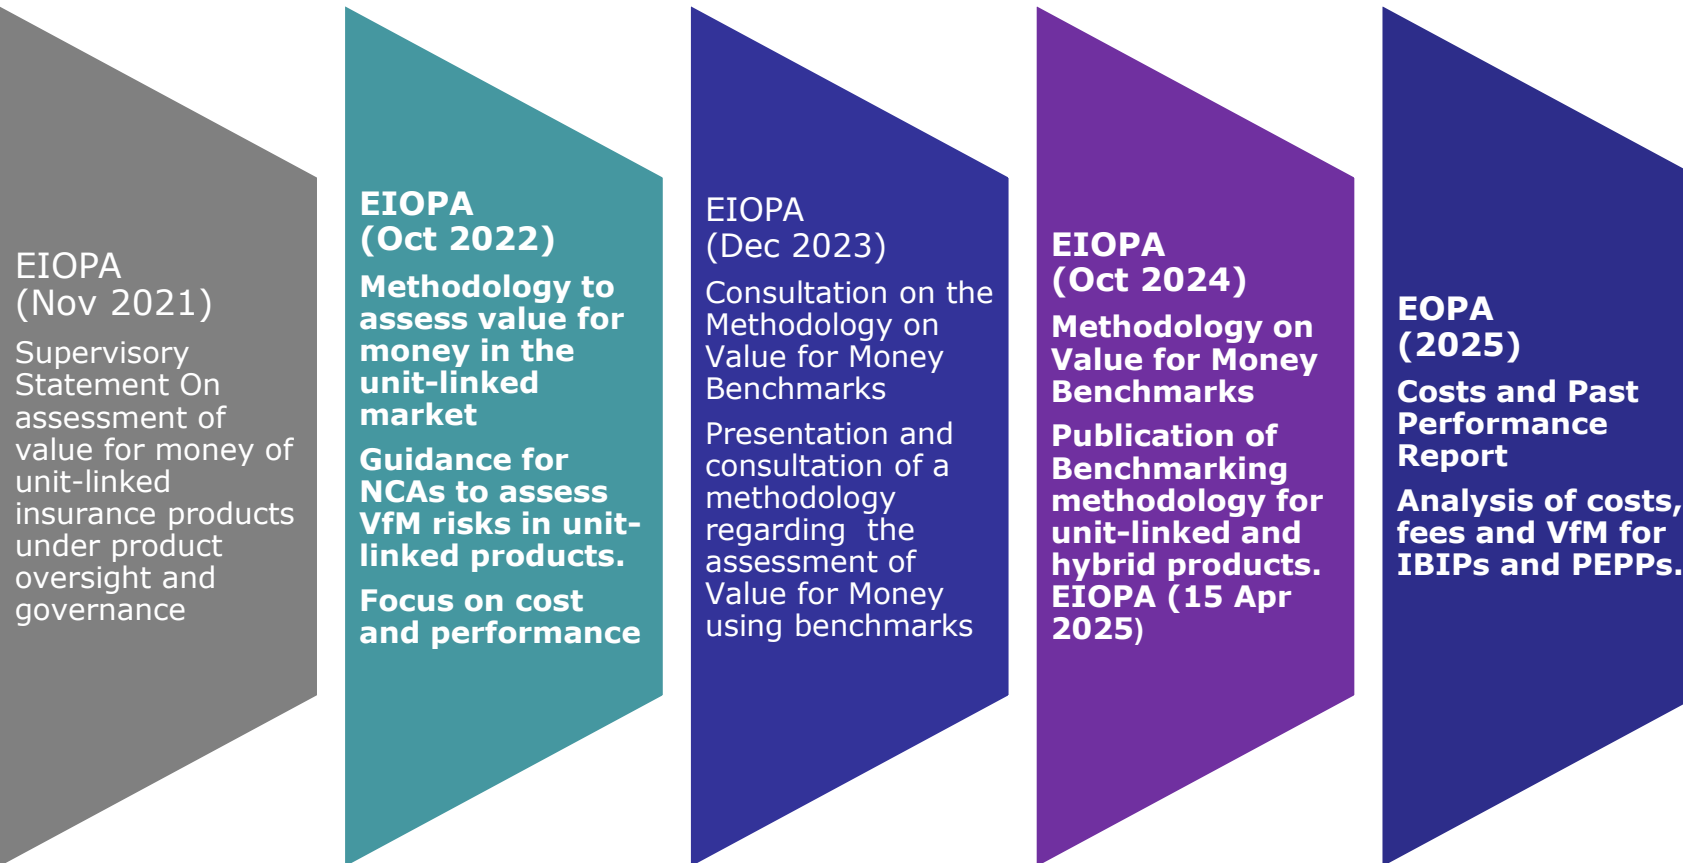 EIOPA
(Nov 2021)
Supervisory
Statement On
assessment of
value for money of
unit-linked
insurance products
under product
oversight and
governance
EIOPA
(Oct 2022)
Methodology to
assess value for
money in the
unit-linked
market
Guidance for
NCAs to assess
VfM risks in unit-
linked products.
Focus on cost
and performance
EIOPA
(Dec 2023)
Consultation on the
Methodology on
Value for Money
Benchmarks
Presentation and
consultation of a
methodology
regarding  the
assessment of
Value for Money
using benchmarks
EIOPA
(Oct 2024)
Methodology on
Value for Money
Benchmarks
Publication of
Benchmarking
methodology for
unit-linked and
hybrid products.
EIOPA (15 Apr
2025)
EOPA
(2025)
Costs and Past
Performance
Report
Analysis of costs,
fees and VfM for
IBIPs and PEPPs.